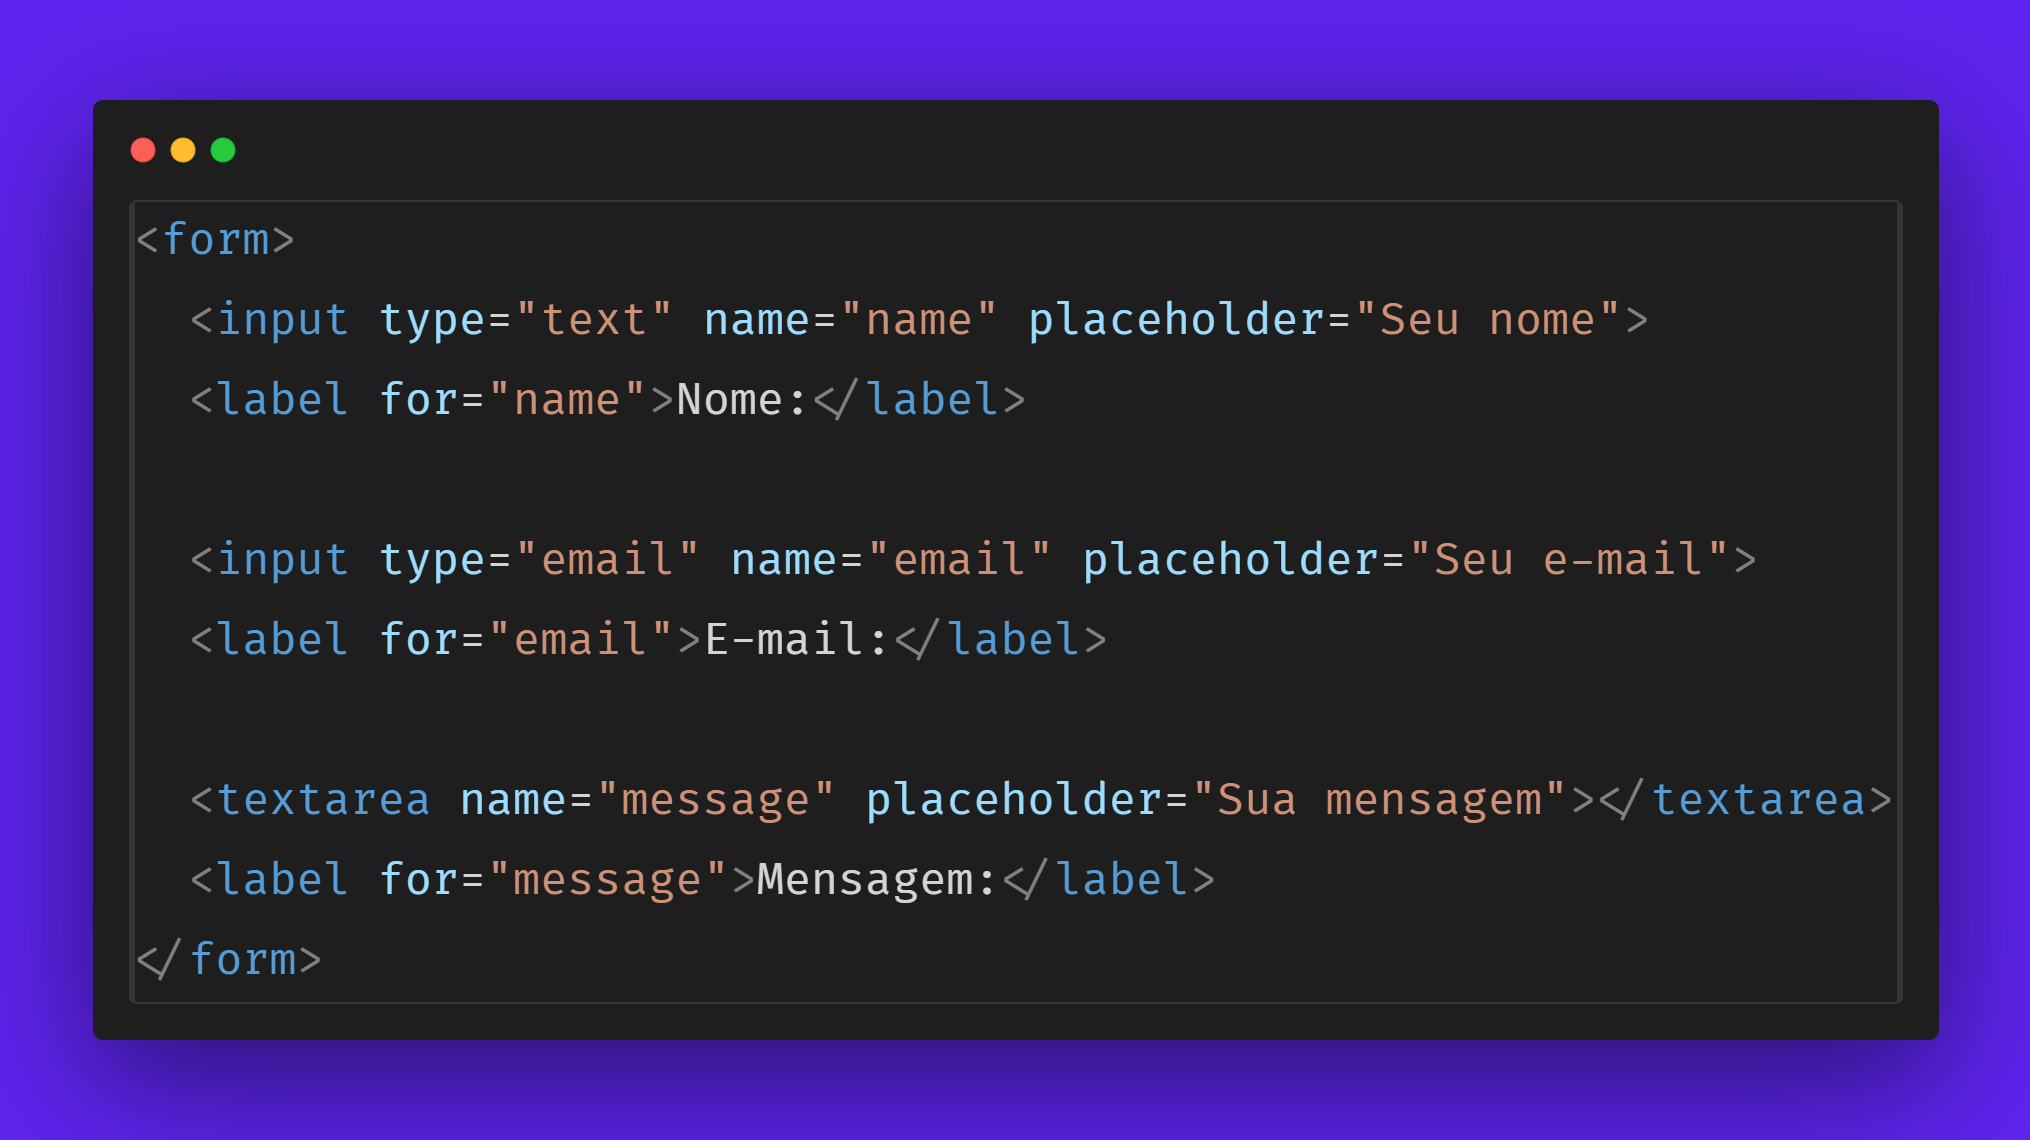 <form>
<input type="text" name="name" placeholder="Seu nome">
<label for="name">Nome:</label>
<input type="email" name="email" placeholder="Seu e-mail">
<label for="email">E-mail:</label>
<textarea name="message" placeholder="Sua mensagem"></textarea>
<label for="message">Mensagem:</label>
</form>